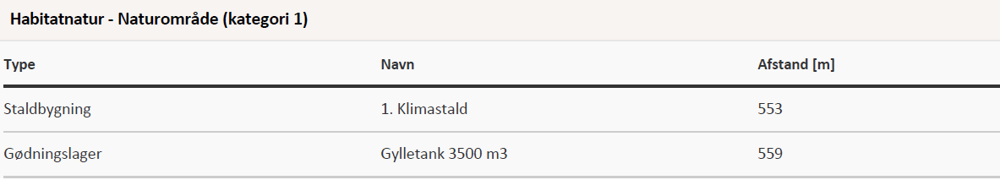 Habitatnatur - Naturområde (kategori 1)
Type Navn Afstand [m]
Staldbygning 1. Klimastald 553
Gødningslager Gylletank 3500 m3 559